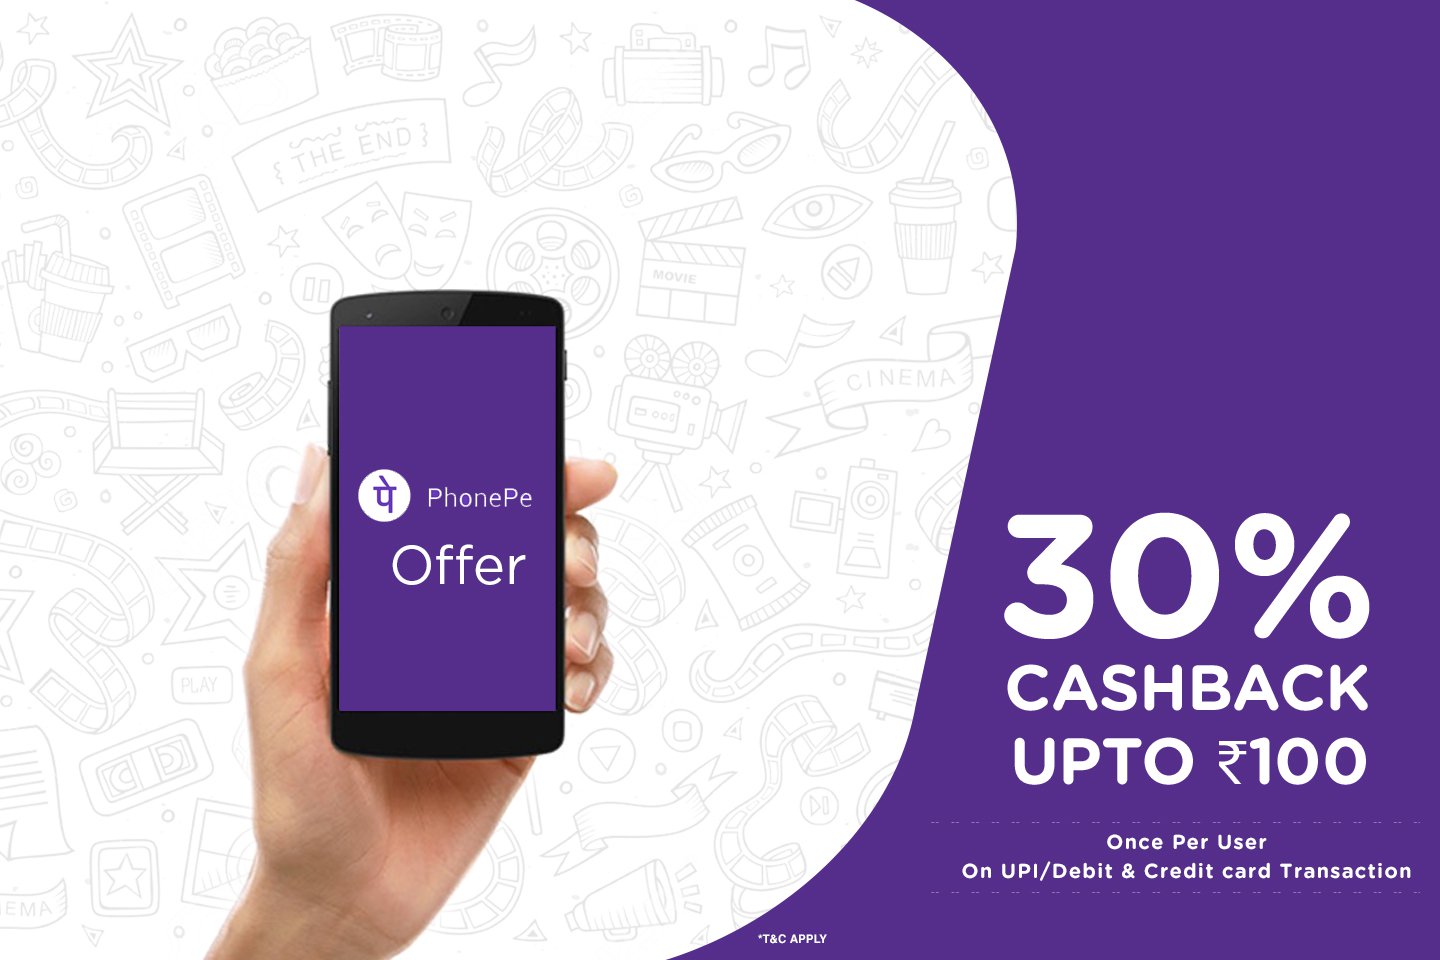 THE END
MOVIE
CINEMA
पे PhonePe
Offer
PLAY
EMA
30%
CASHBACK
UPTO ₹100
Once Per User
On UPI/Debit & Credit card Transaction
*T&C APPLY